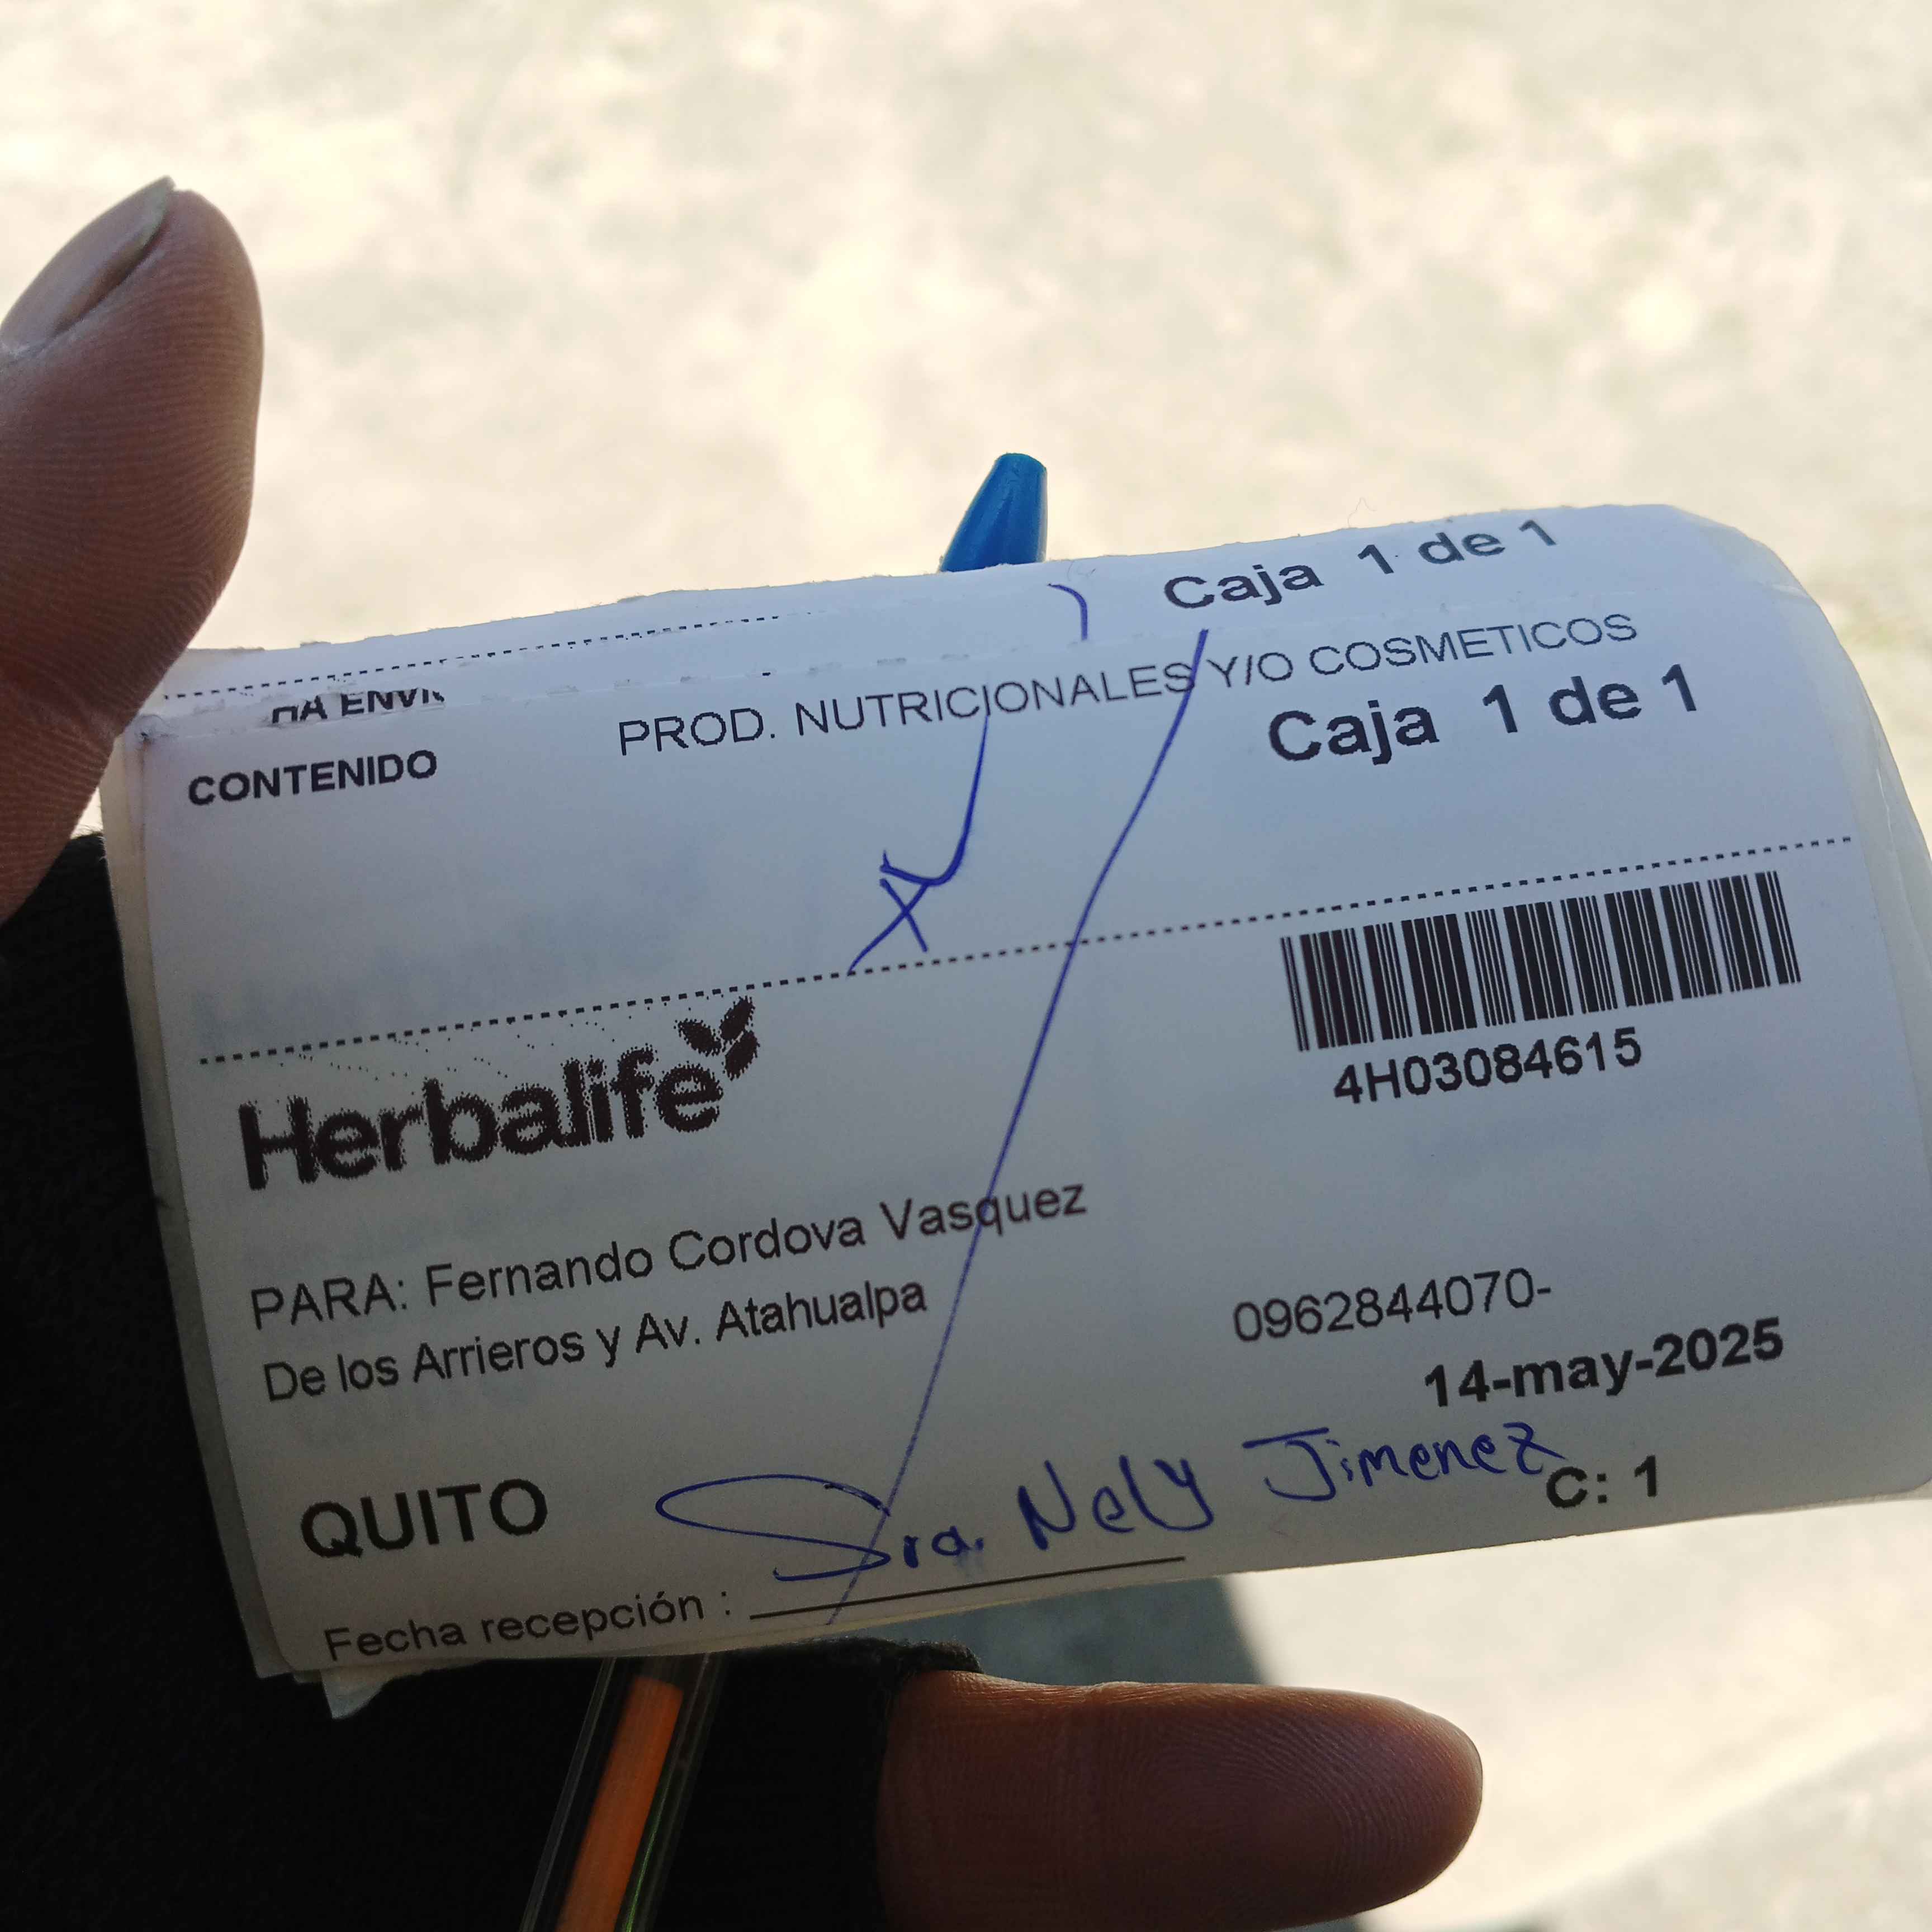 Caja 1 de 1
CONTENIDO PROD. NUTRICIONALES Y/O COSMETICOS
Caja 1 de 1
4H03084615
Herbalife
PARA: Fernando Cordova Vasquez
De los Arrieros y Av. Atahualpa
0962844070-
14-may-2025
QUITO
Sra. Nely Jimenez
C: 1
Fecha recepción :